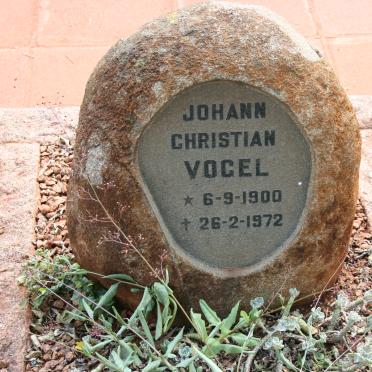 JOHANN
CHRISTIAN
VOGEL
★ 6-9-1900
✝ 26-2-1972